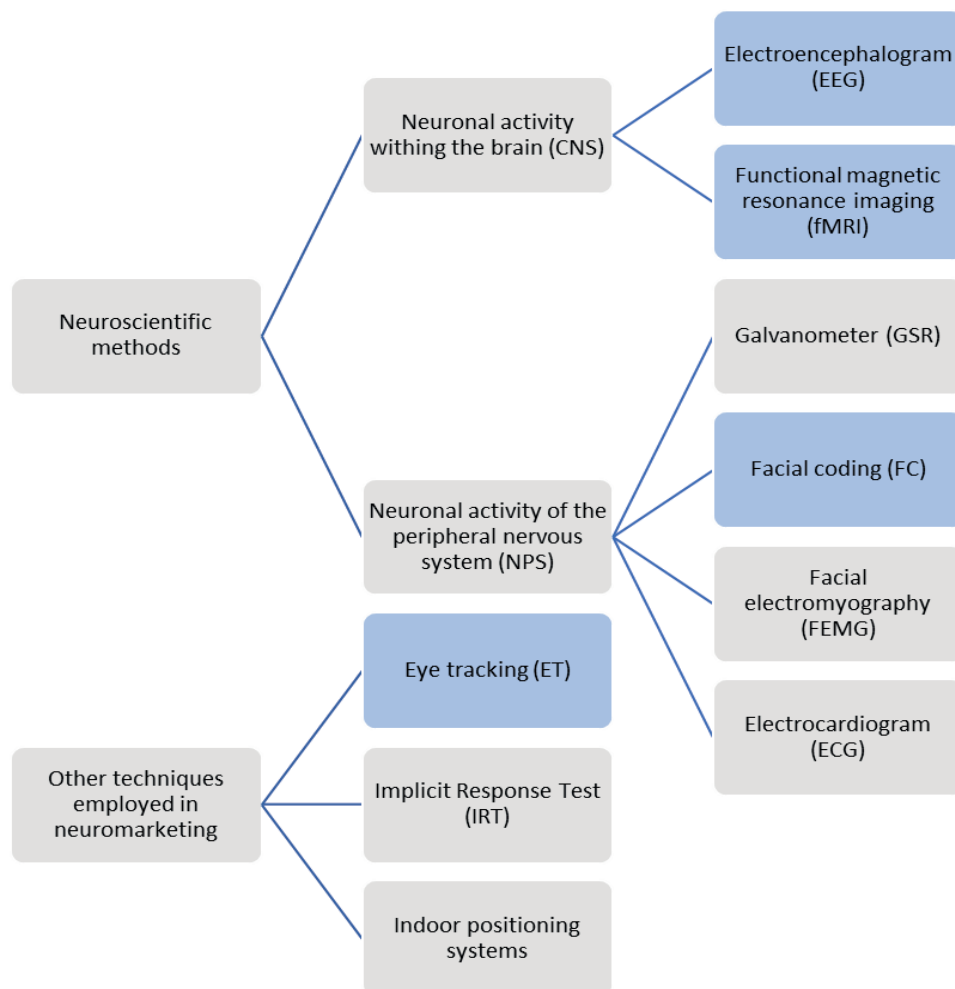 Neuroscientific
methods
Neuronal activity
withing the brain (CNS)
Electroencephalogram
(EEG)
Functional magnetic
resonance imaging
(fMRI)
Neuronal activity of the
peripheral nervous
system (NPS)
Galvanometer (GSR)
Facial coding (FC)
Facial
electromyography
(FEMG)
Electrocardiogram
(ECG)
Other techniques
employed in
neuromarketing
Eye tracking (ET)
Implicit Response Test
(IRT)
Indoor positioning
systems